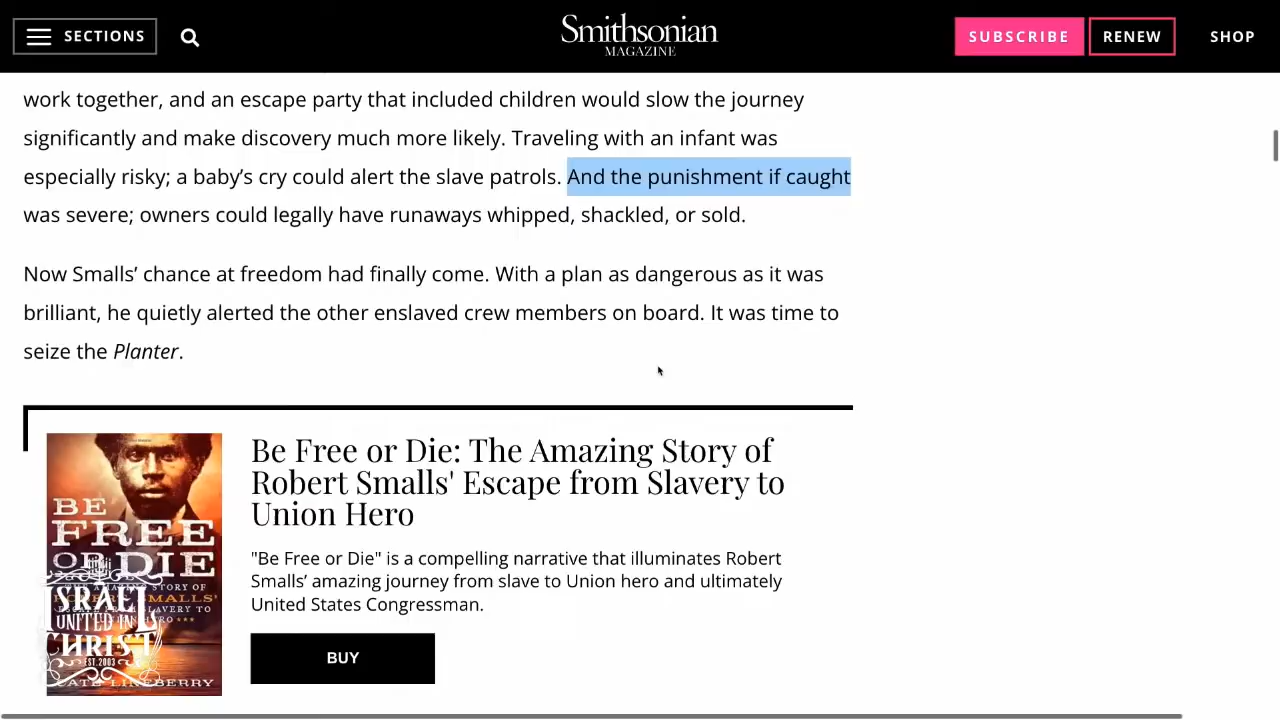 SECTIONS
Smithsonian
MAGAZINE
SUBSCRIBE
RENEW
SHOP
work together, and an escape party that included children would slow the journey
significantly and make discovery much more likely. Traveling with an infant was
especially risky; a baby’s cry could alert the slave patrols. And the punishment if caught
was severe; owners could legally have runaways whipped, shackled, or sold.
Now Smalls’ chance at freedom had finally come. With a plan as dangerous as it was
brilliant, he quietly alerted the other enslaved crew members on board. It was time to
seize the Planter.
Be Free or Die: The Amazing Story of
Robert Smalls' Escape from Slavery to
Union Hero
"Be Free or Die" is a compelling narrative that illuminates Robert
Smalls’ amazing journey from slave to Union hero and ultimately
United States Congressman.
BUY
BE
FREE
OR DIE
STORY OF
SMALLS'
SLAVERY TO
ISRAEL
UNITED IN
CHRIST
EST. 2003
CATE LINEBERRY